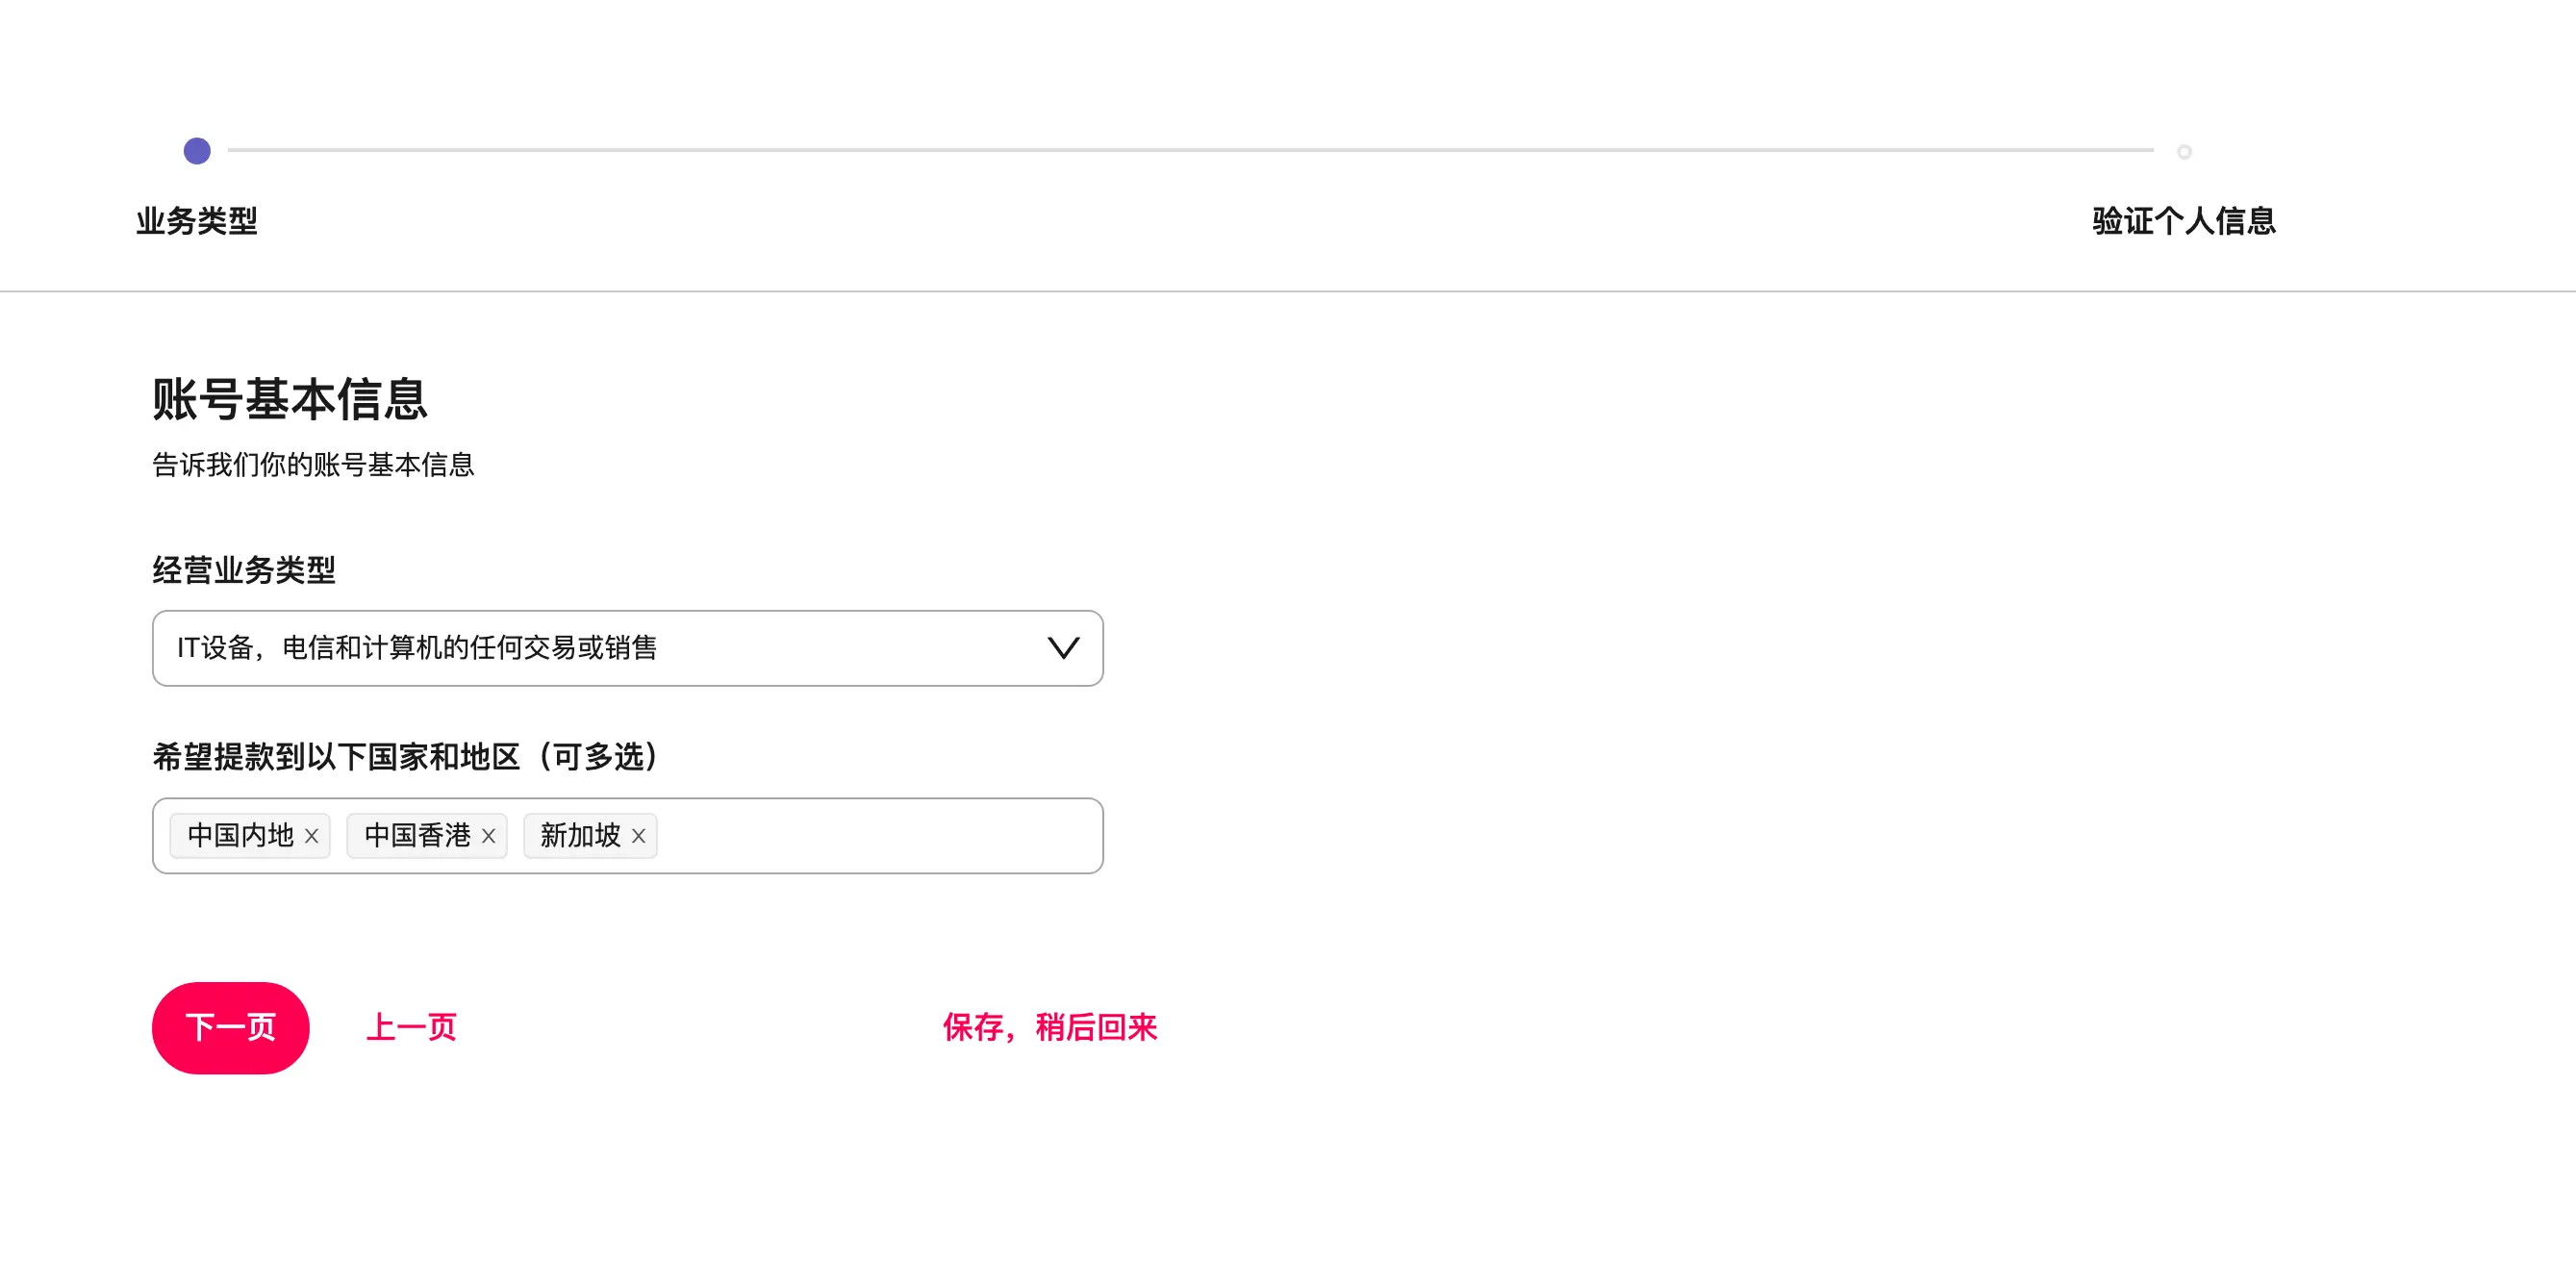 业务类型
验证个人信息
账号基本信息
告诉我们你的账号基本信息
经营业务类型
IT设备，电信和计算机的任何交易或销售
希望提款到以下国家和地区（可多选）
中国内地 中国香港 新加坡
下一页 上一页 保存，稍后回来